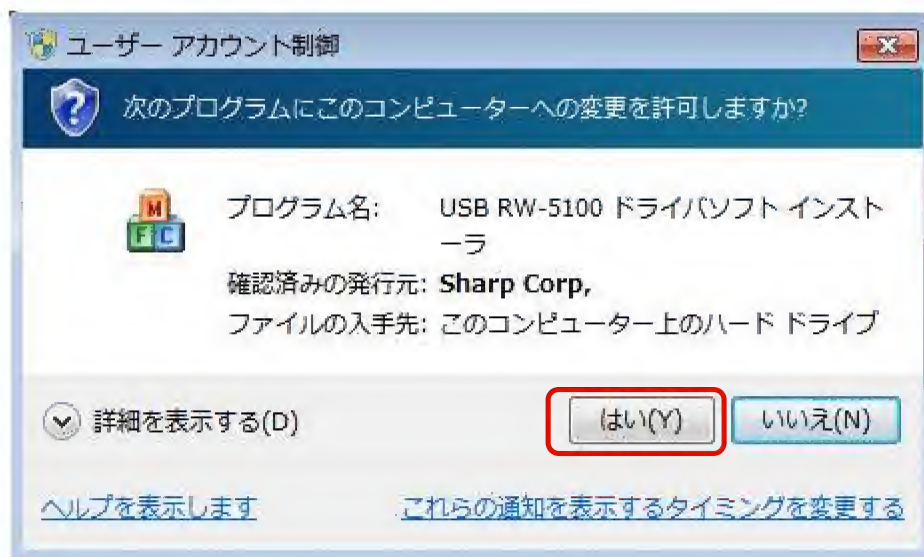 ユーザー アカウント制御
次のプログラムにこのコンピューターへの変更を許可しますか?
M
F C
プログラム名: USB RW-5100 ドライバソフト インスト
ーラ
確認済みの発行元: Sharp Corp,
ファイルの入手先: このコンピューター上のハード ドライブ
詳細を表示する(D) はい(Y) いいえ(N)
ヘルプを表示します これらの通知を表示するタイミングを変更する